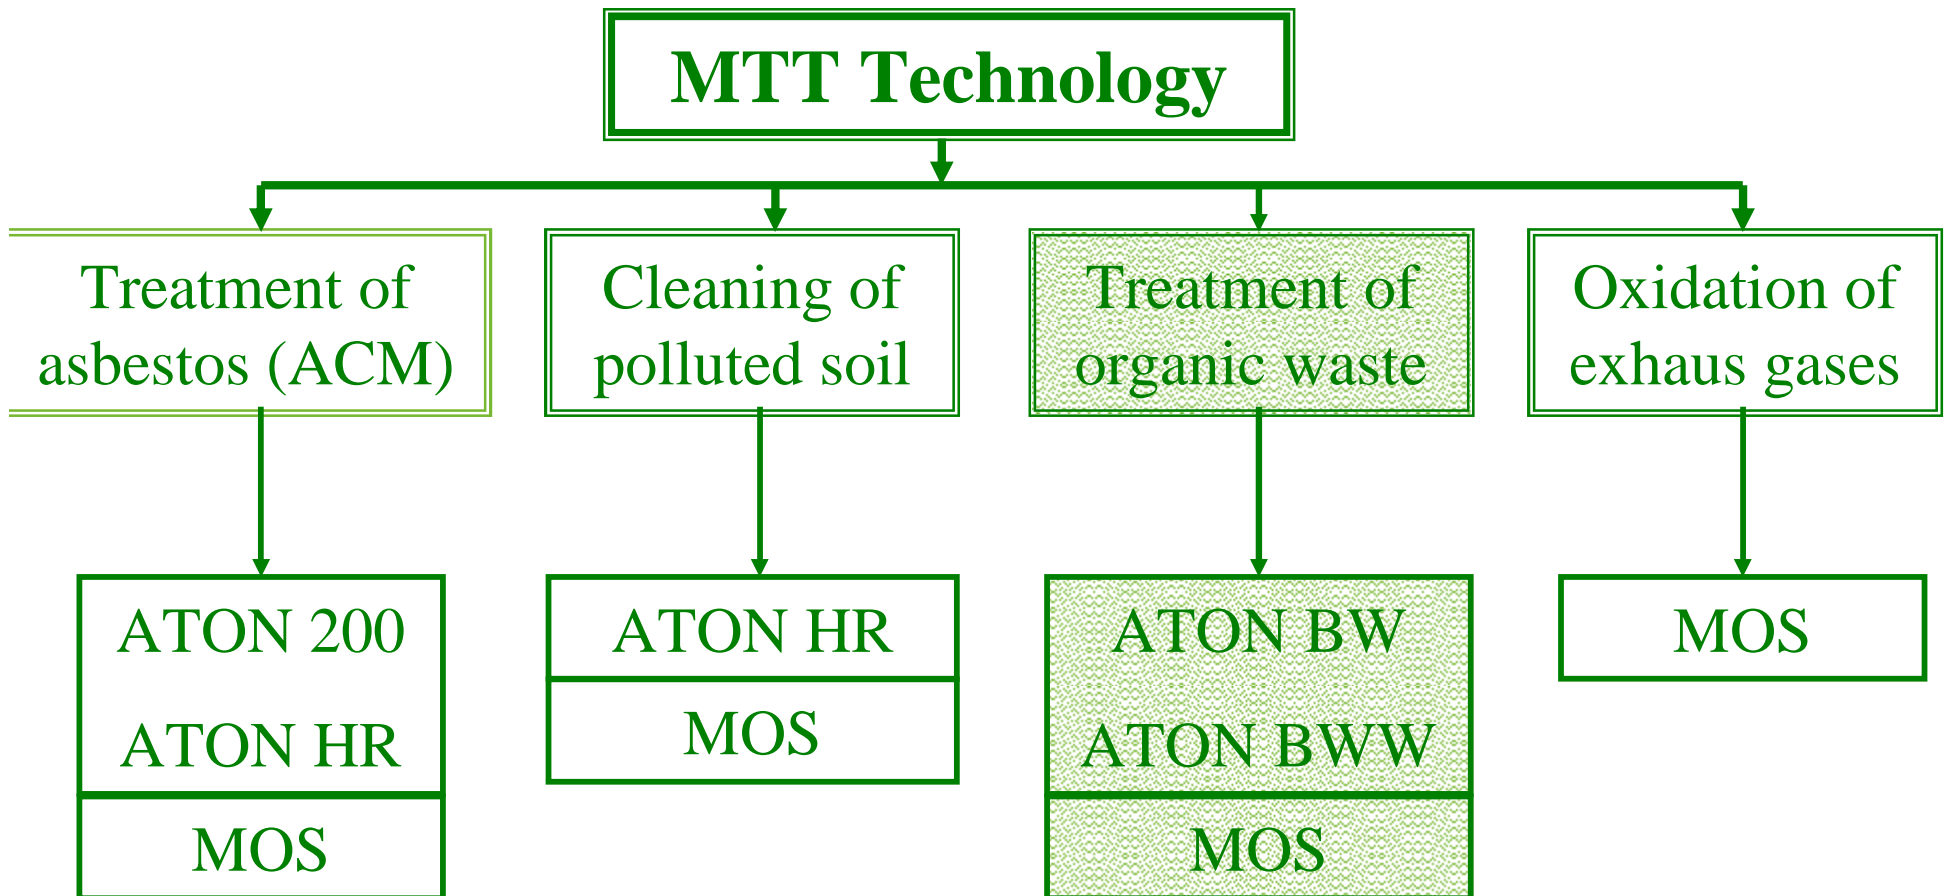 MTT Technology
Treatment of
asbestos (ACM)
Cleaning of
polluted soil
Treatment of
organic waste
Oxidation of
exhaus gases
ATON 200
ATON HR
MOS
ATON HR
MOS
ATON BW
ATON BWW
MOS
MOS